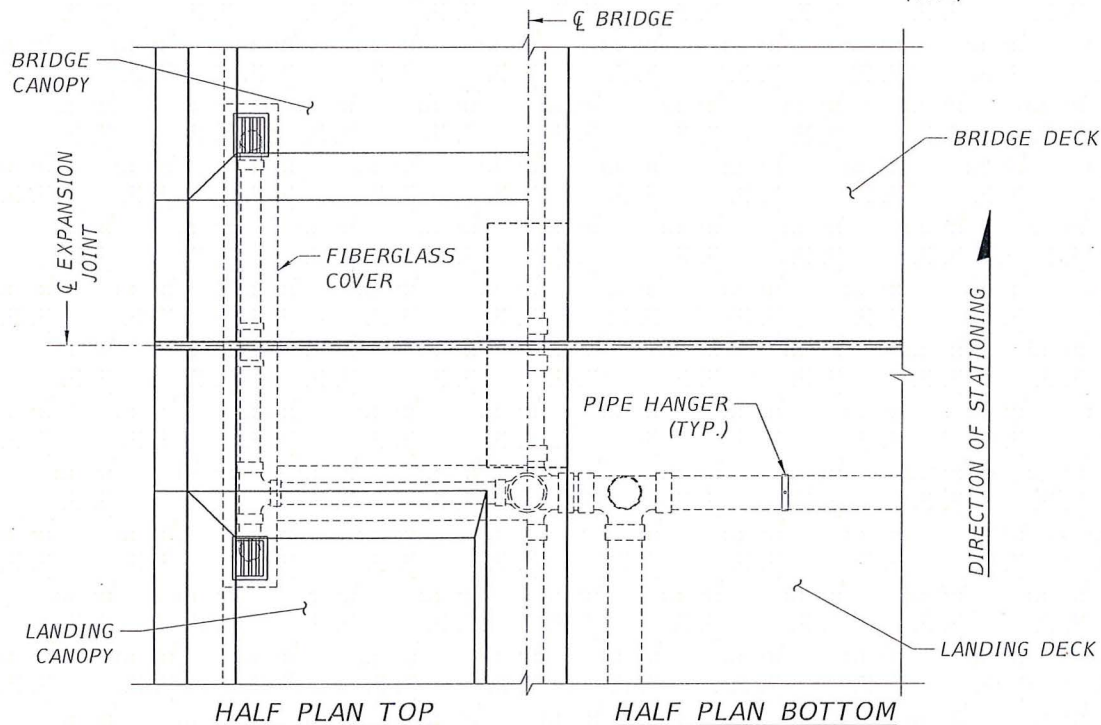 ℄ BRIDGE
BRIDGE
CANOPY
BRIDGE DECK
℄ EXPANSION
JOINT
FIBERGLASS
COVER
DIRECTION OF STATIONING
PIPE HANGER
(TYP.)
LANDING
CANOPY
LANDING DECK
HALF PLAN TOP
HALF PLAN BOTTOM